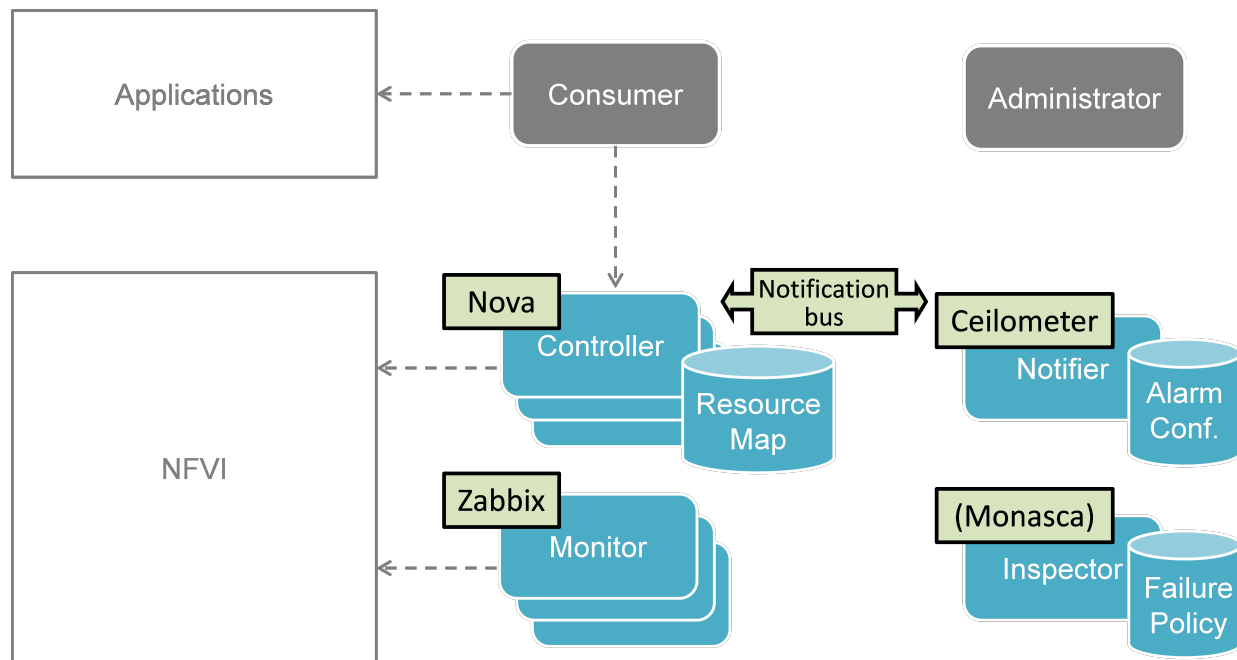 Applications
Consumer
Administrator
Nova
Controller
Resource
Map
Notification
bus
Ceilometer
Notifier
Alarm
Conf.
NFVI
Zabbix
Monitor
(Monasca)
Inspector
Failure
Policy